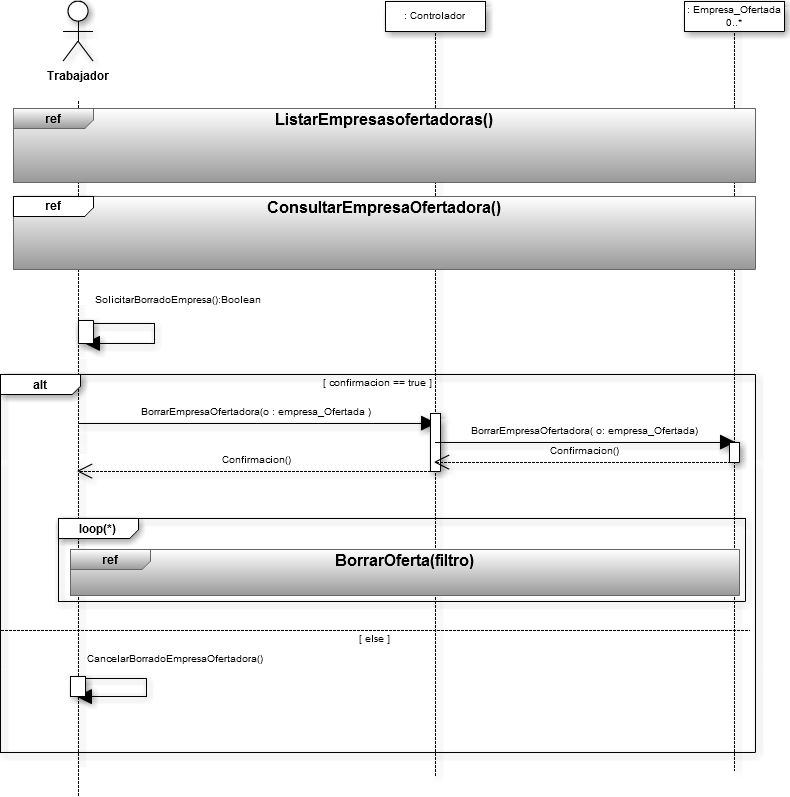 : Controlador
: Empresa_Ofertada
0..*
Trabajador
ref
ListarEmpresasofertadoras()
ref
ConsultarEmpresaOfertadora()
SolicitarBorradoEmpresa():Boolean
alt
[ confirmacion == true ]
BorrarEmpresaOfertadora(o : empresa_Ofertada )
BorrarEmpresaOfertadora( o: empresa_Ofertada)
Confirmacion()
Confirmacion()
loop(*)
ref
BorrarOferta(filtro)
[ else ]
CancelarBorradoEmpresaOfertadora()